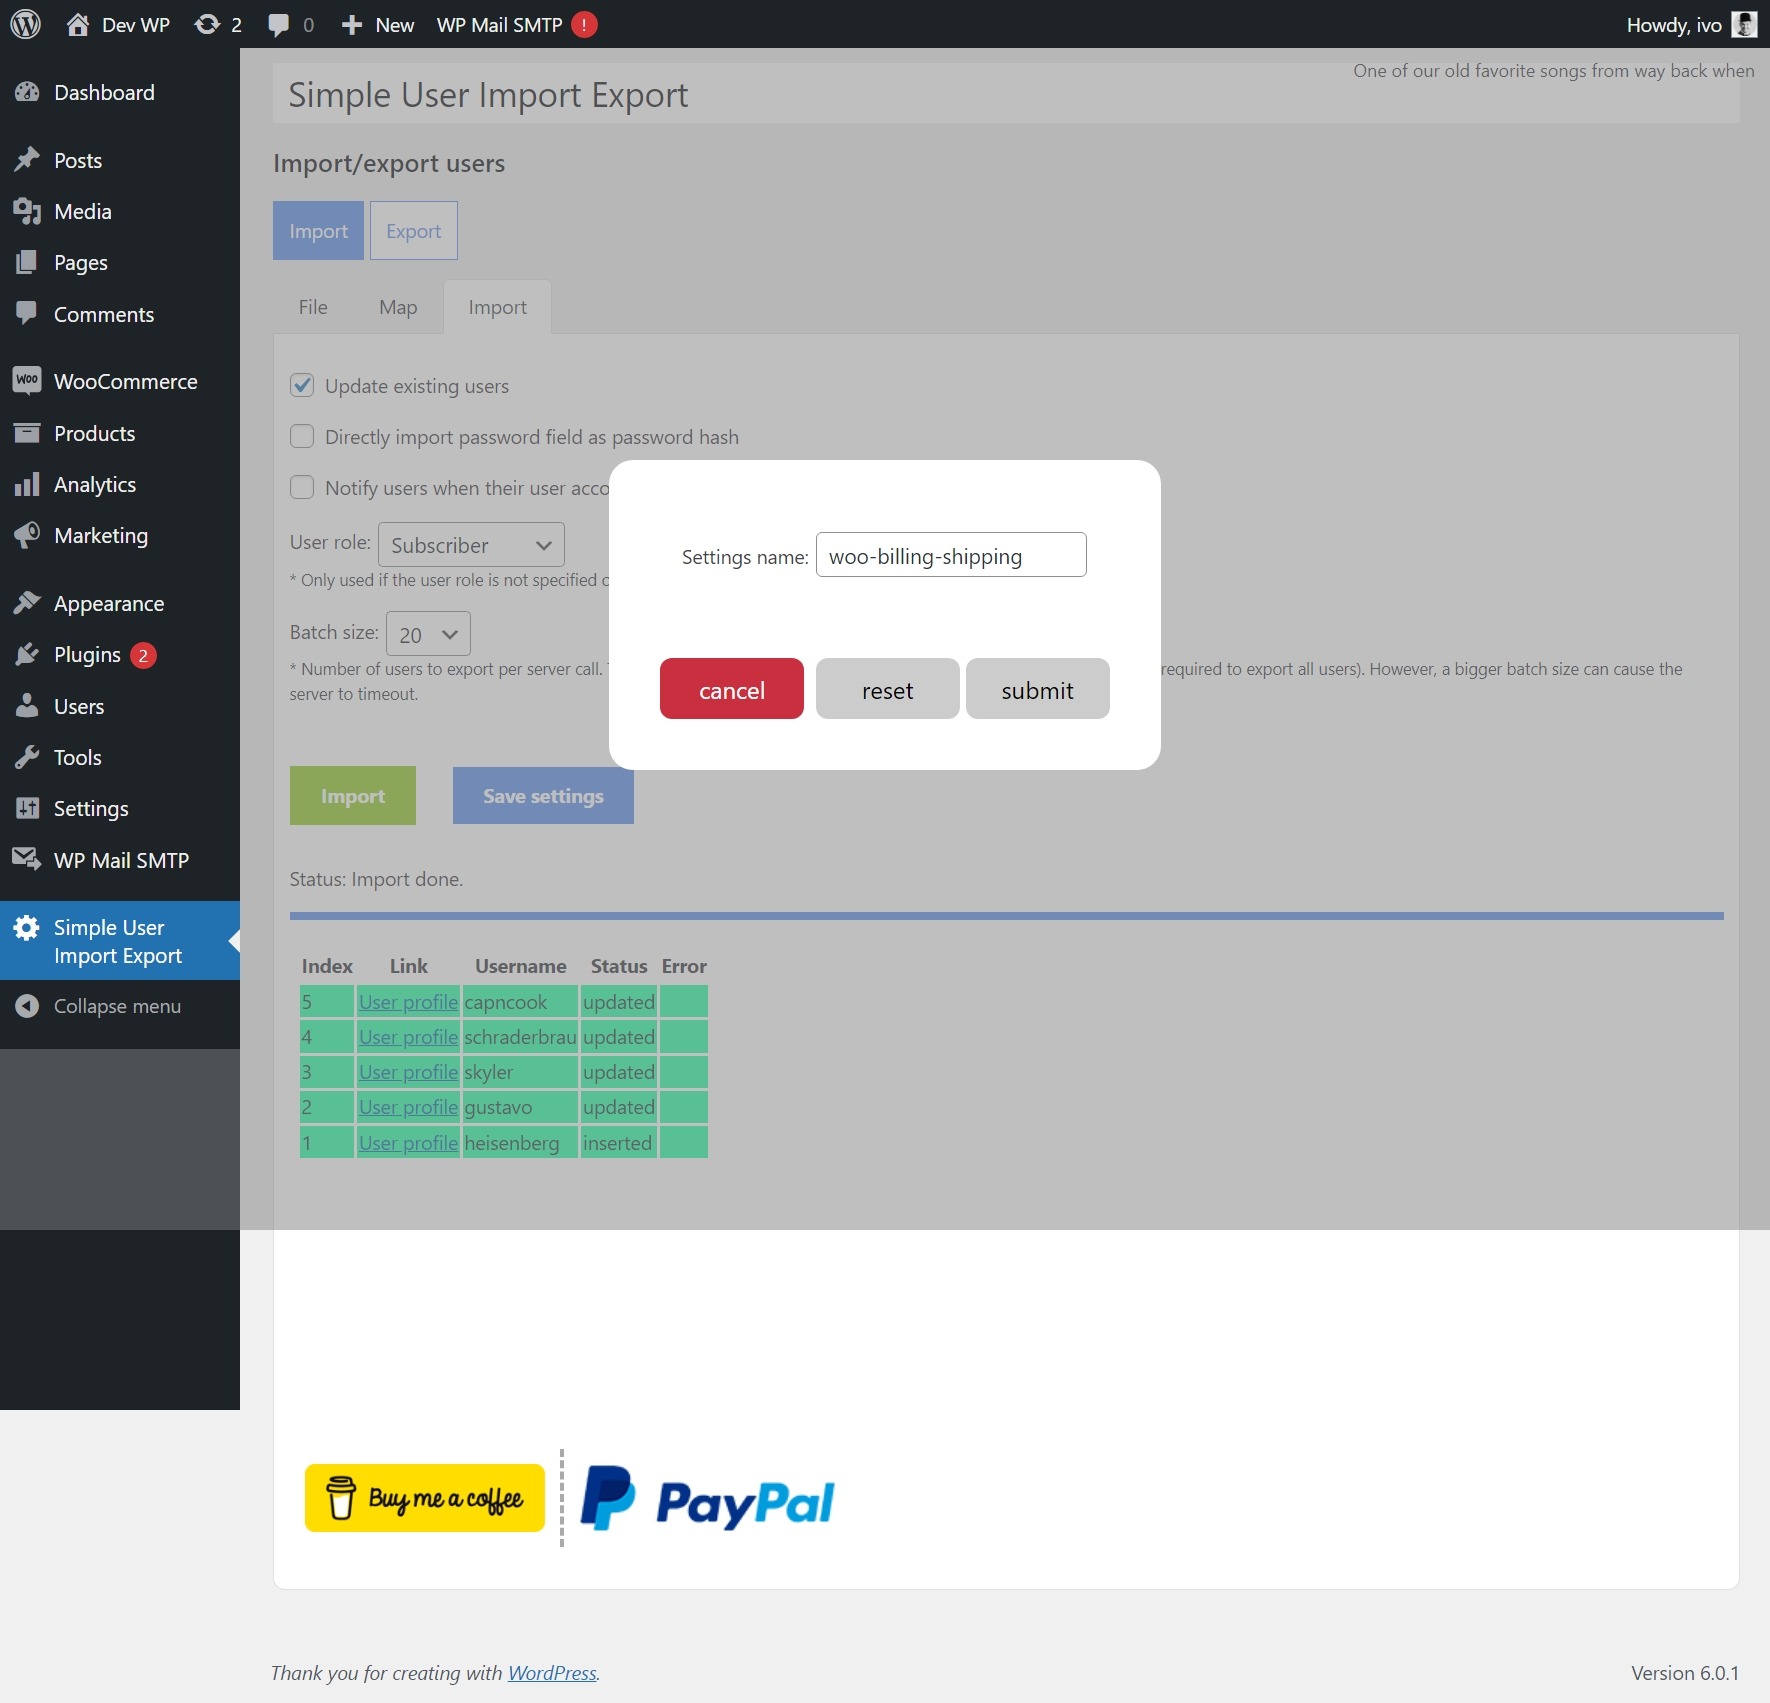 Dev WP 2 0 New WP Mail SMTP ! Howdy, ivo
Dashboard
Posts
Media
Pages
Comments
Woo WooCommerce
Products
Analytics
Marketing
Appearance
Plugins 2
Users
Tools
Settings
WP Mail SMTP
Simple User
Import Export
Collapse menu
One of our old favorite songs from way back when
Simple User Import Export
Import/export users
Import Export
File Map Import
Update existing users
Directly import password field as password hash
Notify users when their user acco
User role: Subscriber
* Only used if the user role is not specified
Batch size: 20
* Number of users to export per server call. required to export all users). However, a bigger batch size can cause the
server to timeout.
Settings name: woo-billing-shipping
cancel reset submit
Import Save settings
Status: Import done.
Index Link Username Status Error
5 User profile capncook updated
4 User profile schraderbrau updated
3 User profile skyler updated
2 User profile gustavo updated
1 User profile heisenberg inserted
Buy me a coffee PayPal
Thank you for creating with WordPress. Version 6.0.1